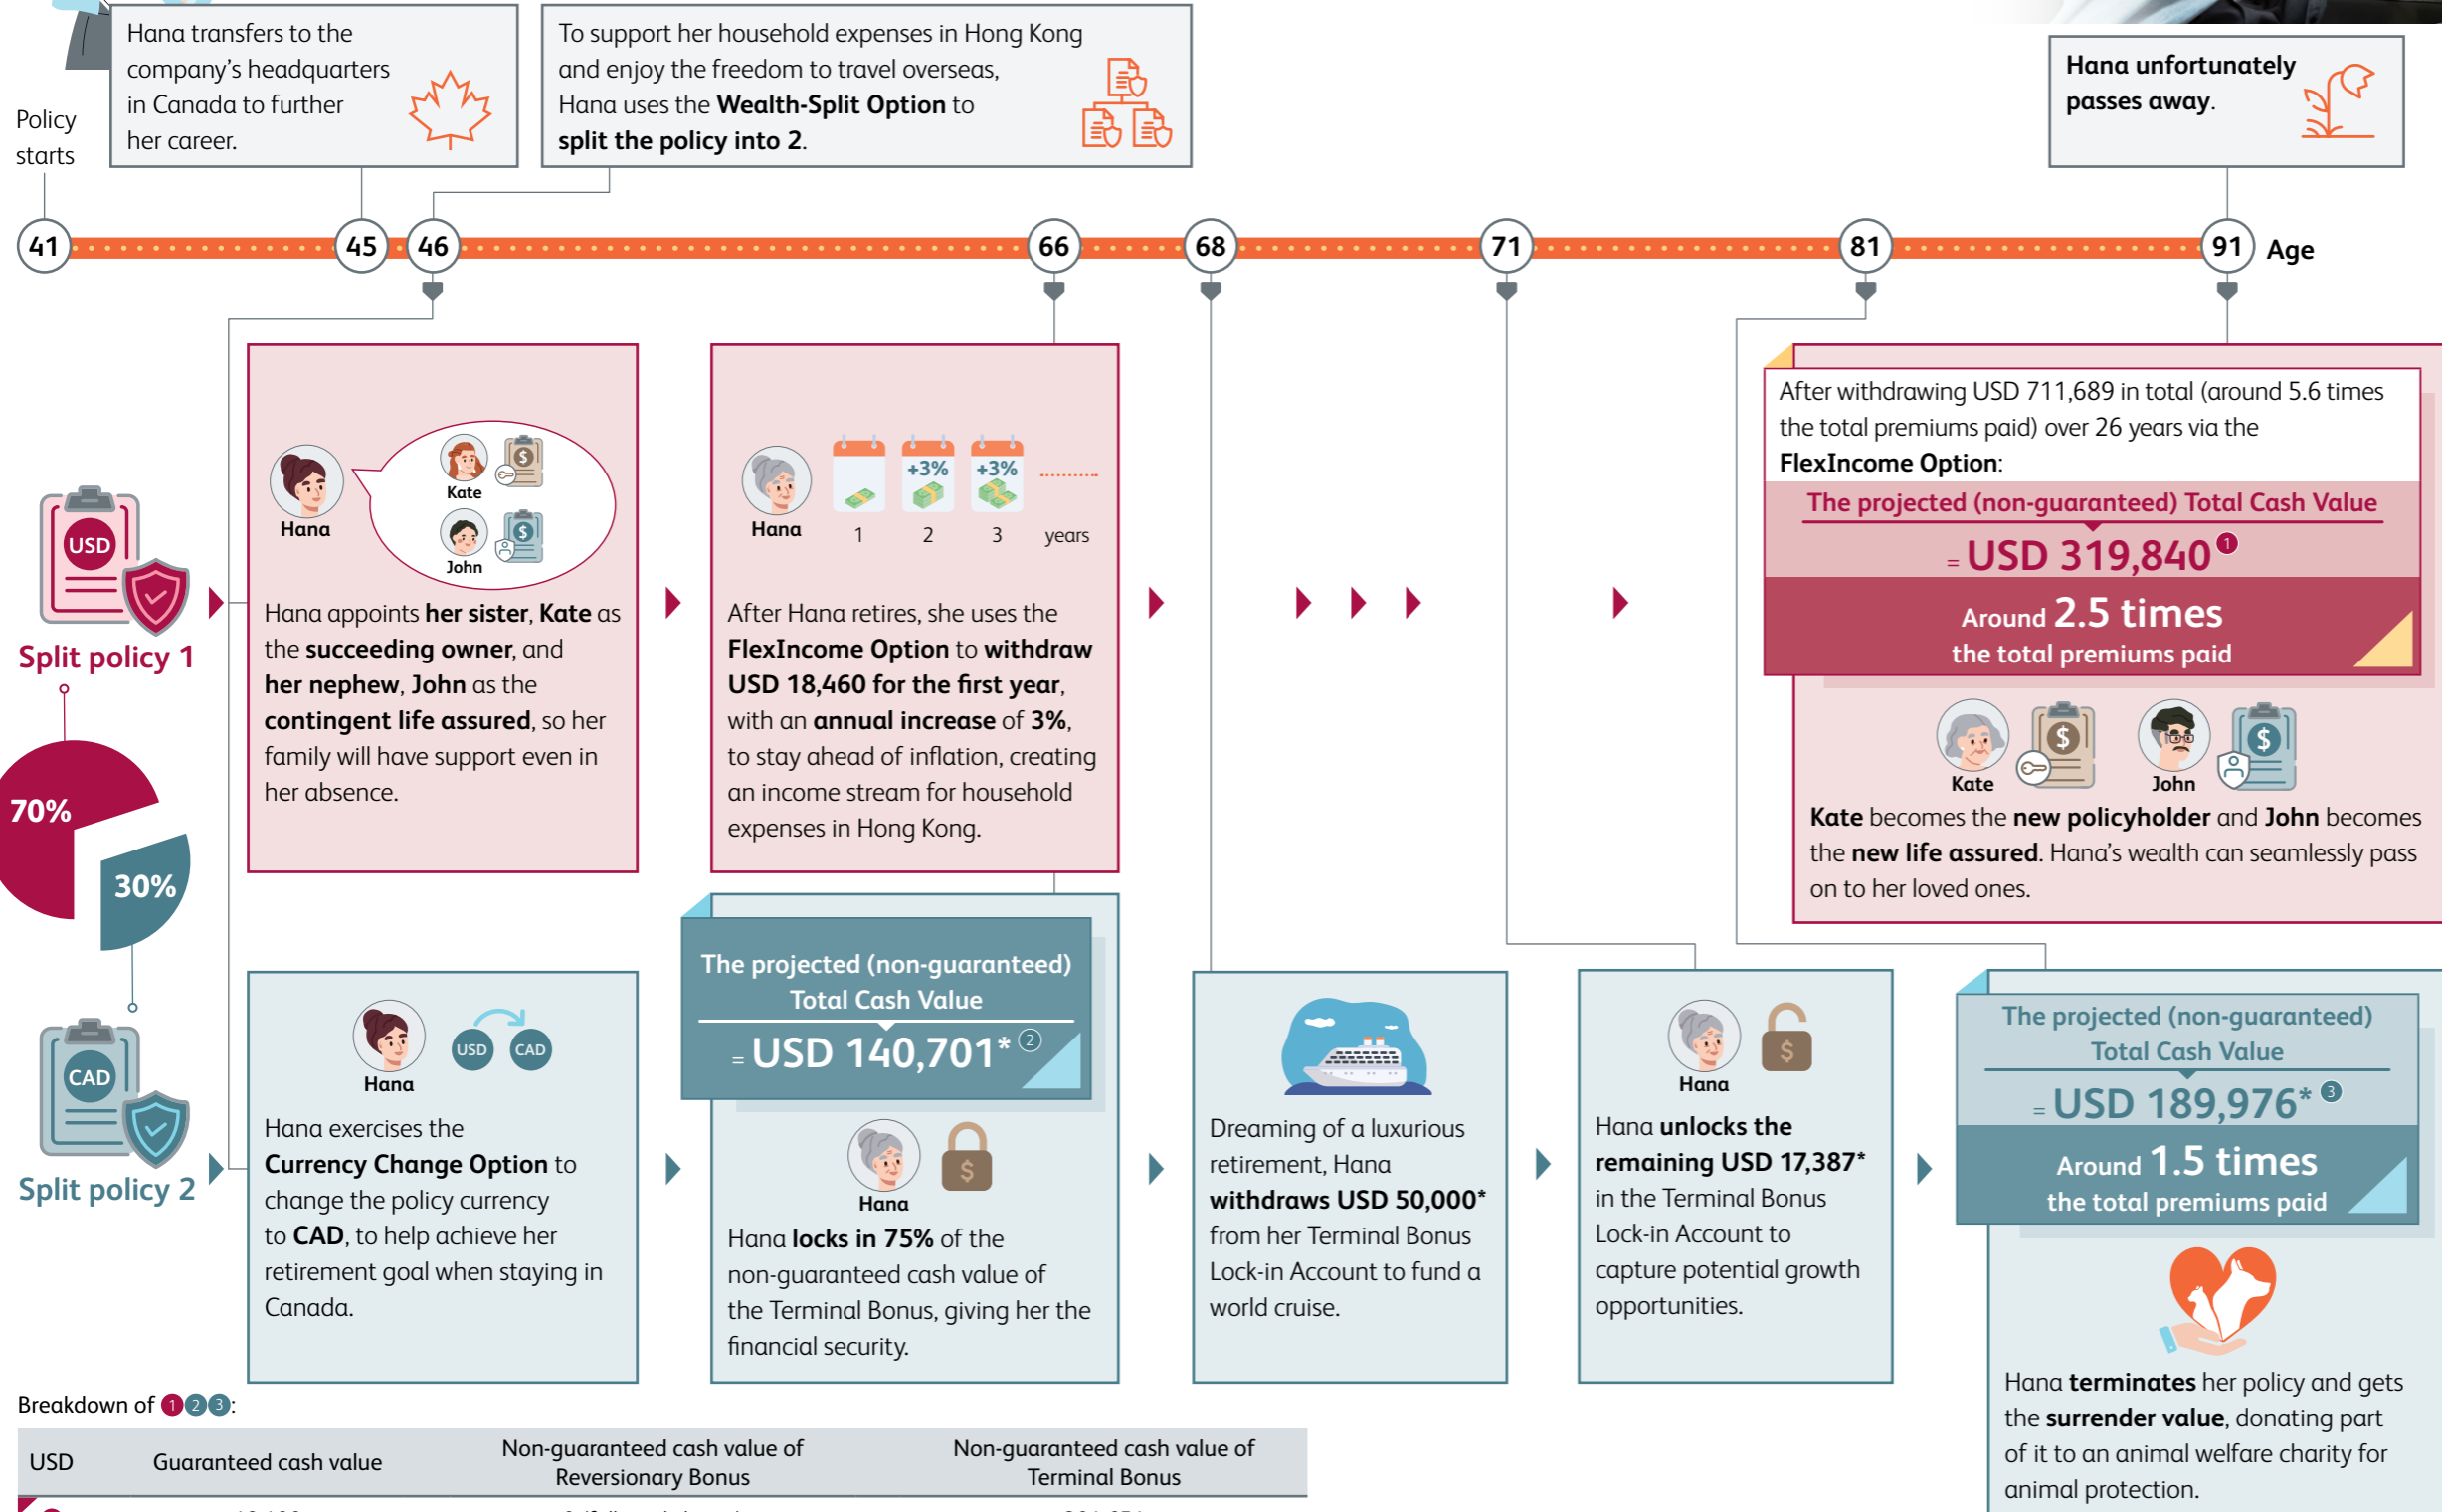 Hana transfers to the
company's headquarters
in Canada to further
her career.
To support her household expenses in Hong Kong
and enjoy the freedom to travel overseas,
Hana uses the Wealth-Split Option to
split the policy into 2.
Hana unfortunately
passes away.
Policy
starts
41
45
46
66
68
71
81
91
Age
USD
Split policy 1
70%
30%
CAD
Split policy 2
Hana
Kate
$
John
$
Hana appoints her sister, Kate as
the succeeding owner, and
her nephew, John as the
contingent life assured, so her
family will have support even in
her absence.
Hana
+3%
+3%
1
2
3
years
After Hana retires, she uses the
FlexIncome Option to withdraw
USD 18,460 for the first year,
with an annual increase of 3%,
to stay ahead of inflation, creating
an income stream for household
expenses in Hong Kong.
After withdrawing USD 711,689 in total (around 5.6 times
the total premiums paid) over 26 years via the
FlexIncome Option:
The projected (non-guaranteed) Total Cash Value
= USD 319,840 1
Around 2.5 times
the total premiums paid
Kate
$
John
$
Kate becomes the new policyholder and John becomes
the new life assured. Hana's wealth can seamlessly pass
on to her loved ones.
Hana
USD
CAD
Hana exercises the
Currency Change Option to
change the policy currency
to CAD, to help achieve her
retirement goal when staying in
Canada.
The projected (non-guaranteed)
Total Cash Value
= USD 140,701* 2
Hana
$
Hana locks in 75% of the
non-guaranteed cash value of
the Terminal Bonus, giving her the
financial security.
Dreaming of a luxurious
retirement, Hana
withdraws USD 50,000*
from her Terminal Bonus
Lock-in Account to fund a
world cruise.
Hana
$
Hana unlocks the
remaining USD 17,387*
in the Terminal Bonus
Lock-in Account to
capture potential growth
opportunities.
The projected (non-guaranteed)
Total Cash Value
= USD 189,976* 3
Around 1.5 times
the total premiums paid
Hana terminates her policy and gets
the surrender value, donating part
of it to an animal welfare charity for
animal protection.
Breakdown of 1 2 3:
USD
Guaranteed cash value
Non-guaranteed cash value of
Reversionary Bonus
Non-guaranteed cash value of
Terminal Bonus